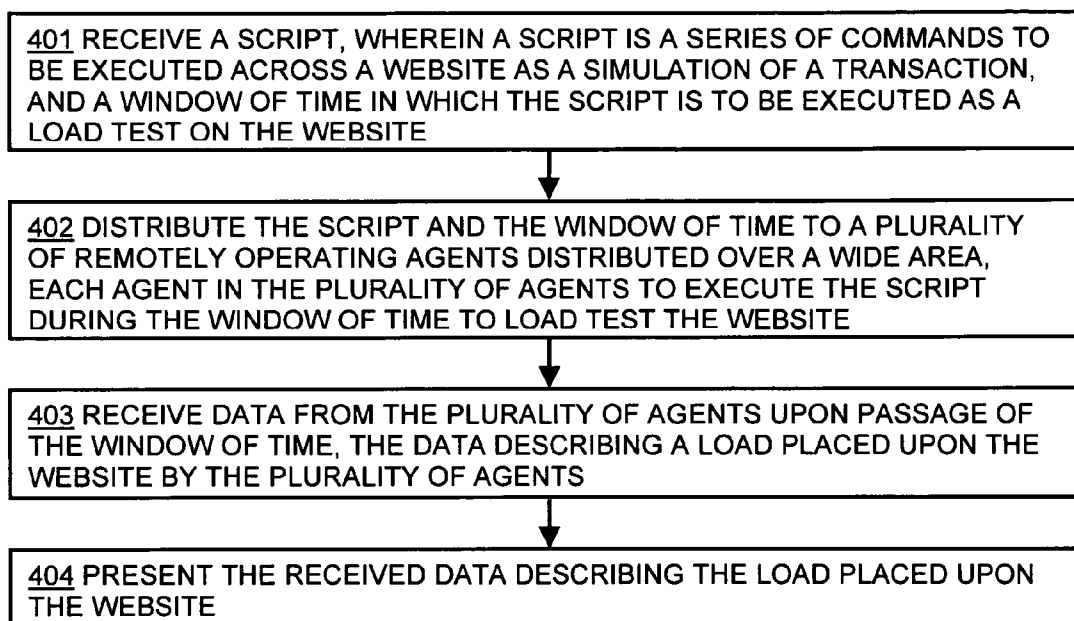 401 RECEIVE A SCRIPT, WHEREIN A SCRIPT IS A SERIES OF COMMANDS TO
BE EXECUTED ACROSS A WEBSITE AS A SIMULATION OF A TRANSACTION,
AND A WINDOW OF TIME IN WHICH THE SCRIPT IS TO BE EXECUTED AS A
LOAD TEST ON THE WEBSITE
402 DISTRIBUTE THE SCRIPT AND THE WINDOW OF TIME TO A PLURALITY
OF REMOTELY OPERATING AGENTS DISTRIBUTED OVER A WIDE AREA,
EACH AGENT IN THE PLURALITY OF AGENTS TO EXECUTE THE SCRIPT
DURING THE WINDOW OF TIME TO LOAD TEST THE WEBSITE
403 RECEIVE DATA FROM THE PLURALITY OF AGENTS UPON PASSAGE OF
THE WINDOW OF TIME, THE DATA DESCRIBING A LOAD PLACED UPON THE
WEBSITE BY THE PLURALITY OF AGENTS
404 PRESENT THE RECEIVED DATA DESCRIBING THE LOAD PLACED UPON
THE WEBSITE